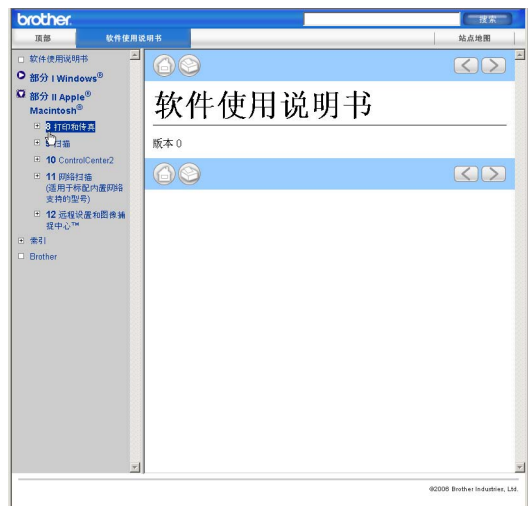 brother.
搜索
顶部
软件使用说明书
站点地图
软件使用说明书
部分 I Windows®
部分 II Apple®
Macintosh®
8 打印和传真
扫描
10 ControlCenter2
11 网络扫描
(适用于标配内置网络
支持的型号)
12 远程设置和图像捕
捉中心™
索引
Brother
软件使用说明书
版本 0
©2006 Brother Industries, Ltd.